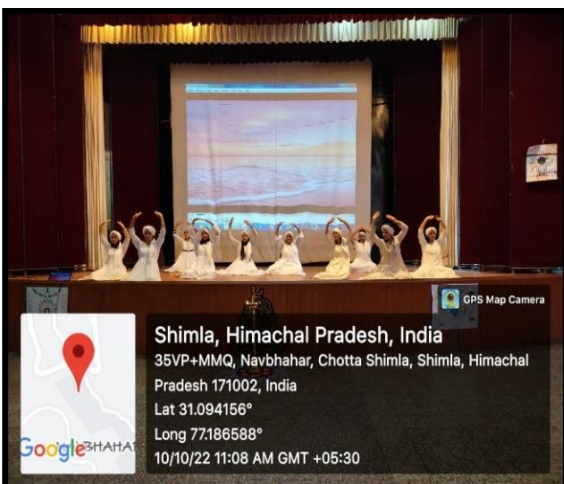 GPS Map Camera
Shimla, Himachal Pradesh, India
35VP+MMQ, Navbhahar, Chotta Shimla, Shimla, Himachal
Pradesh 171002, India
Lat 31.094156°
Long 77.186588°
10/10/22 11:08 AM GMT +05:30
Google
BHAHA